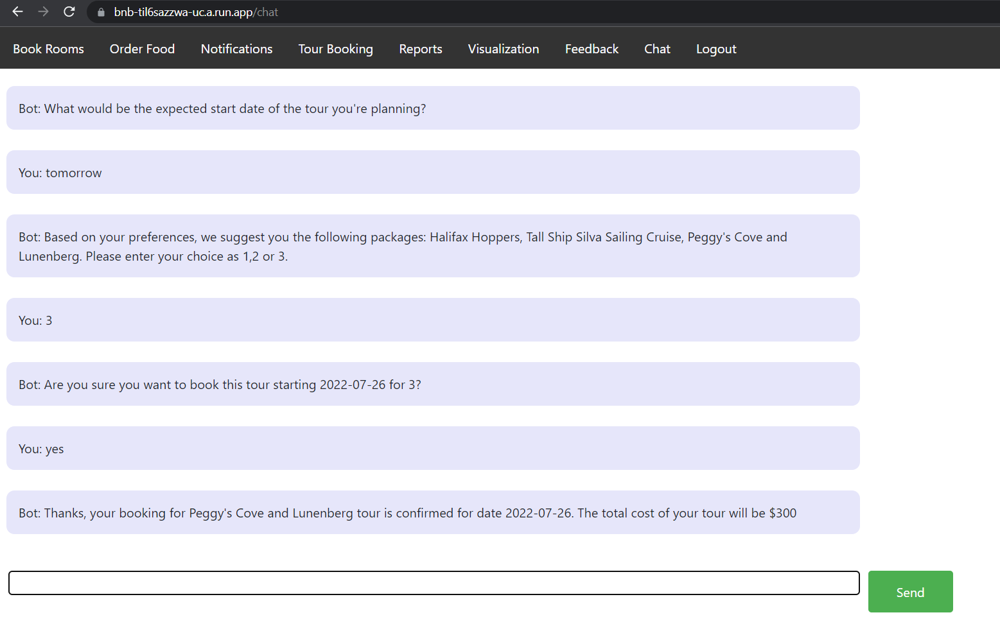 bnb-til6sazzwa-uc.a.run.app/chat
Book Rooms Order Food Notifications Tour Booking Reports Visualization Feedback Chat Logout
Bot: What would be the expected start date of the tour you're planning?
You: tomorrow
Bot: Based on your preferences, we suggest you the following packages: Halifax Hoppers, Tall Ship Silva Sailing Cruise, Peggy's Cove and
Lunenberg. Please enter your choice as 1,2 or 3.
You: 3
Bot: Are you sure you want to book this tour starting 2022-07-26 for 3?
You: yes
Bot: Thanks, your booking for Peggy's Cove and Lunenberg tour is confirmed for date 2022-07-26. The total cost of your tour will be $300
Send